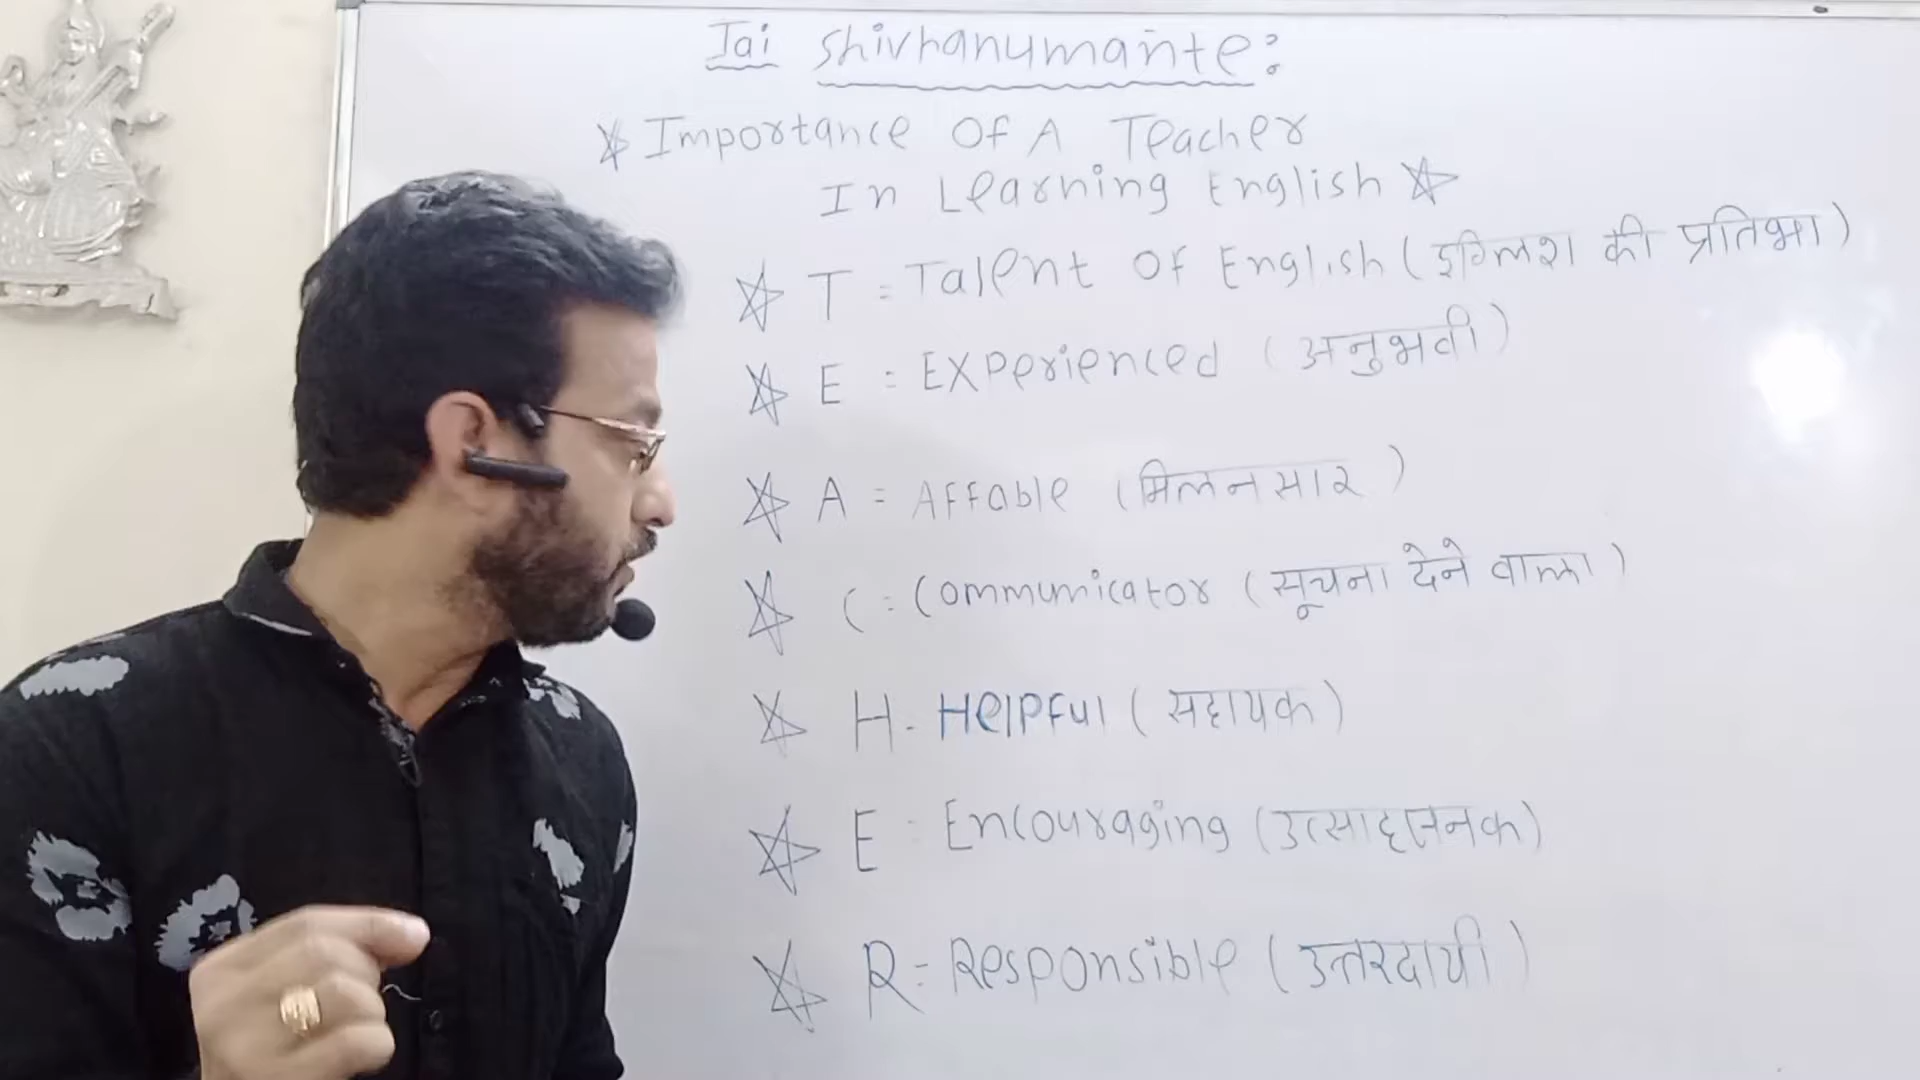 Jai Shivhanumante:
Importance Of A Teacher
In Learning English
T = Talent Of English (इंग्लिश की प्रतिभा)
E = Experienced (अनुभवी)
A = Affable (मिलनसार)
C = Communicator (सूचना देने वाला)
H - Helpful (सहायक)
E = Encouraging (उत्साहजनक)
R = Responsible (उत्तरदायी)